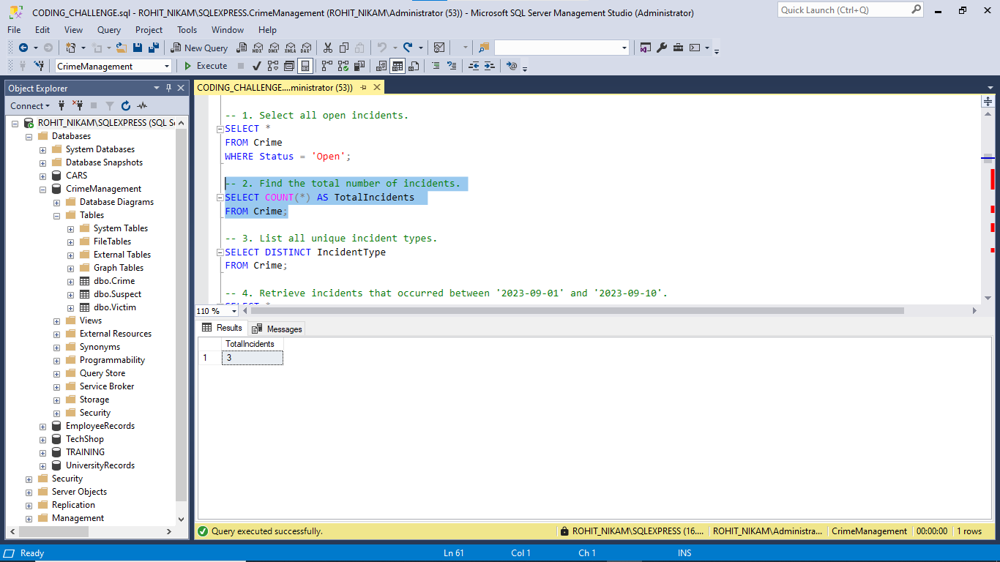 CODING_CHALLENGE.sql - ROHIT_NIKAM\SQLEXPRESS.CrimeManagement (ROHIT_NIKAM\Administrator (53)) - Microsoft SQL Server Management Studio (Administrator)
Quick Launch (Ctrl+Q)
File Edit View Query Project Tools Window Help
New Query MDX DMX XMLA DAX
CrimeManagement Execute
Object Explorer
CODING_CHALLENGE....ministrator (53))
Connect
ROHIT_NIKAM\SQLEXPRESS (SQL S
Databases
System Databases
Database Snapshots
CARS
CrimeManagement
Database Diagrams
Tables
System Tables
FileTables
External Tables
Graph Tables
dbo.Crime
dbo.Suspect
dbo.Victim
Views
External Resources
Synonyms
Programmability
Query Store
Service Broker
Storage
Security
EmployeeRecords
TechShop
TRAINING
UniversityRecords
Security
Server Objects
Replication
Management
-- 1. Select all open incidents.
SELECT *
FROM Crime
WHERE Status = 'Open';
-- 2. Find the total number of incidents.
SELECT COUNT(*) AS TotalIncidents
FROM Crime;
-- 3. List all unique incident types.
SELECT DISTINCT IncidentType
FROM Crime;
-- 4. Retrieve incidents that occurred between '2023-09-01' and '2023-09-10'.
SELECT *
110 %
Results Messages
TotalIncidents
1 3
Query executed successfully.
ROHIT_NIKAM\SQLEXPRESS (16.... ROHIT_NIKAM\Administra... CrimeManagement 00:00:00 1 rows
Ready Ln 61 Col 1 Ch 1 INS